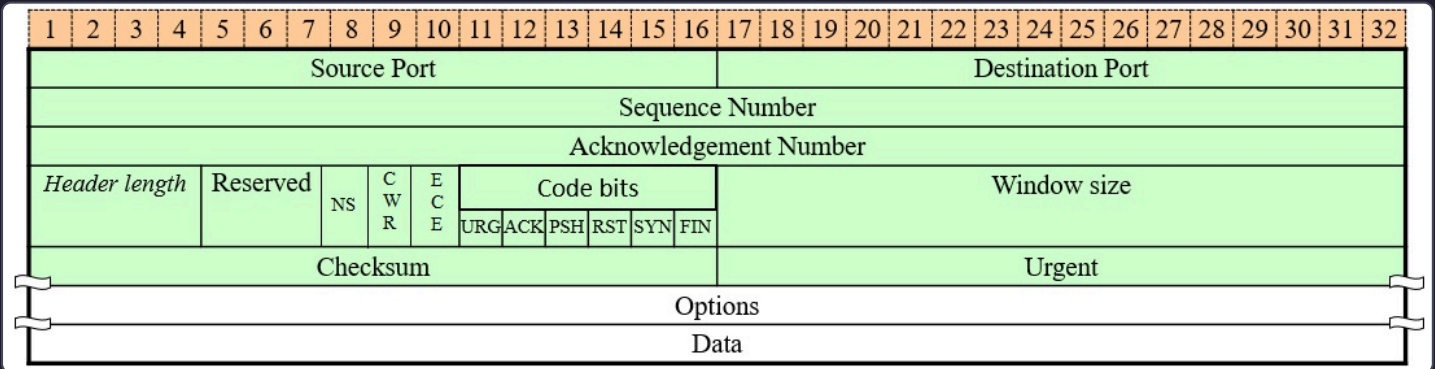 1 2 3 4 5 6 7 8 9 10 11 12 13 14 15 16 17 18 19 20 21 22 23 24 25 26 27 28 29 30 31 32
Source Port Destination Port
Sequence Number
Acknowledgement Number
Header length Reserved NS CWR ECE Code bits Window size
URG ACK PSH RST SYN FIN
Checksum Urgent
Options
Data